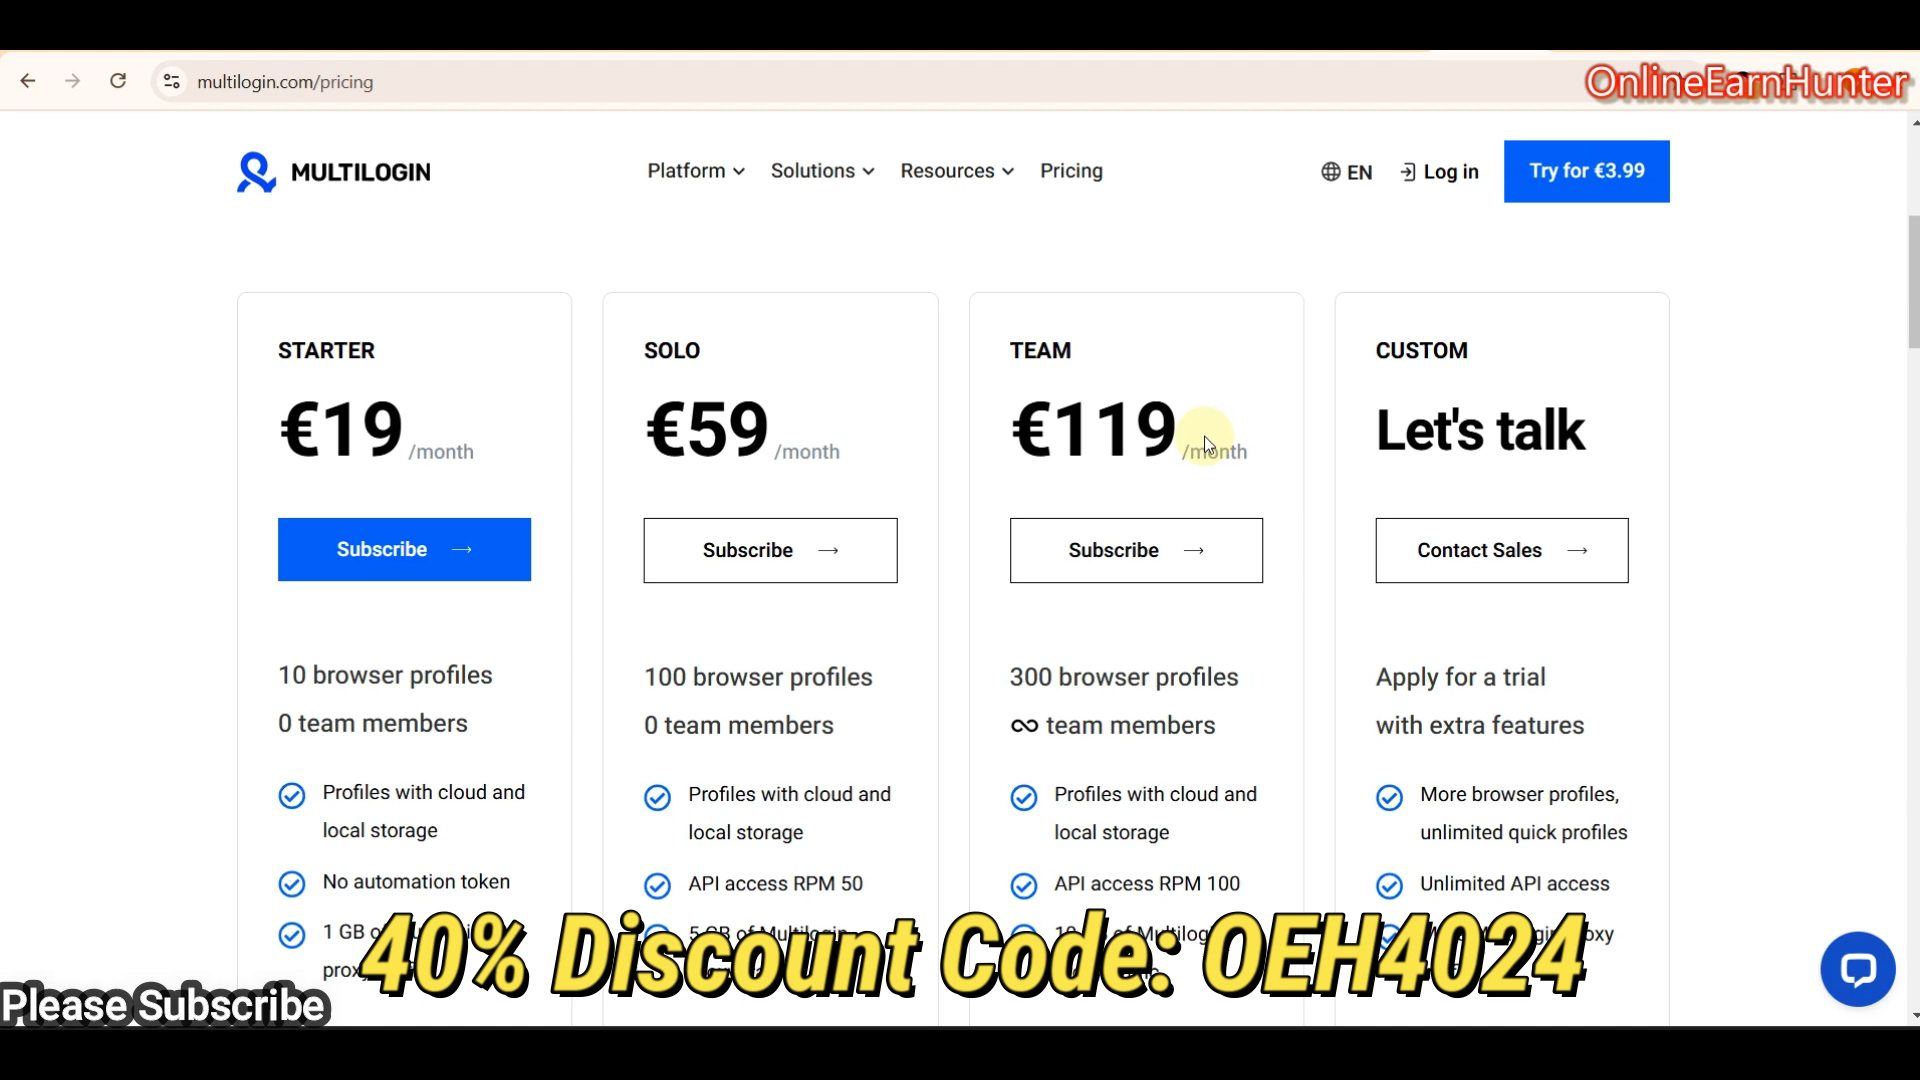 multilogin.com/pricing
OnlineEarnHunter
MULTILOGIN
Platform
Solutions
Resources
Pricing
EN
Log in
Try for €3.99
STARTER
€19 /month
Subscribe
10 browser profiles
0 team members
Profiles with cloud and
local storage
No automation token
1 GB
SOLO
€59 /month
Subscribe
100 browser profiles
0 team members
Profiles with cloud and
local storage
API access RPM 50
5 GB of Multilogin
TEAM
€119 /month
Subscribe
300 browser profiles
∞ team members
Profiles with cloud and
local storage
API access RPM 100
CUSTOM
Let's talk
Contact Sales
Apply for a trial
with extra features
More browser profiles,
unlimited quick profiles
Unlimited API access
40% Discount Code: OEH4024
Please Subscribe